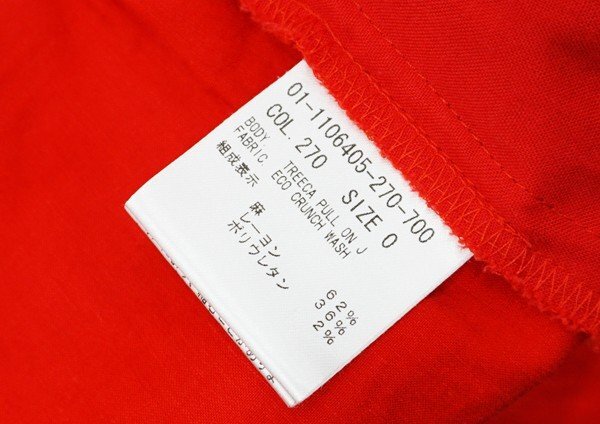 01-1106405-270-700
COL. 270 SIZE 0
BODY TREECA PULL ON J
FABRIC ECO CRUNCH WASH
組成表示
麻 62%
レーヨン 36%
ポリウレタン 2%